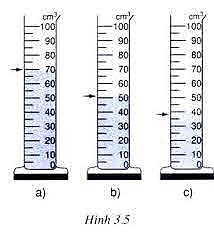 cm³ cm³ cm³
100 100 100
90 90 90
80 80 80
70 70 70
60 60 60
50 50 50
40 40 40
30 30 30
20 20 20
10 10 10
0 0 0
a) b) c)
Hình 3.5